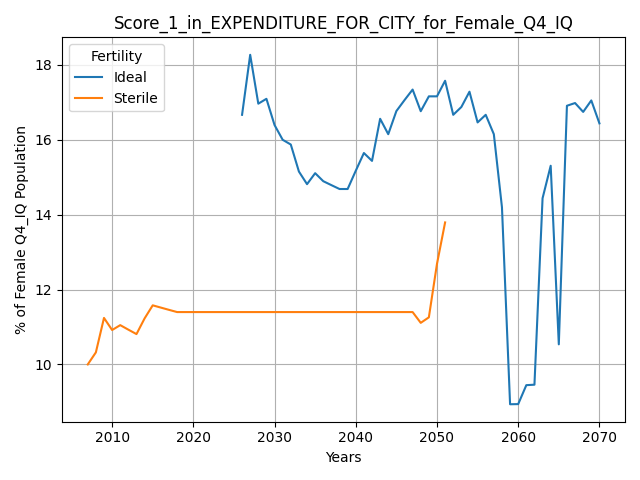 Score_1_in_EXPENDITURE_FOR_CITY_for_Female_Q4_IQ
Fertility
Ideal
Sterile
% of Female Q4_IQ Population
18
16
14
12
10
2010 2020 2030 2040 2050 2060 2070
Years